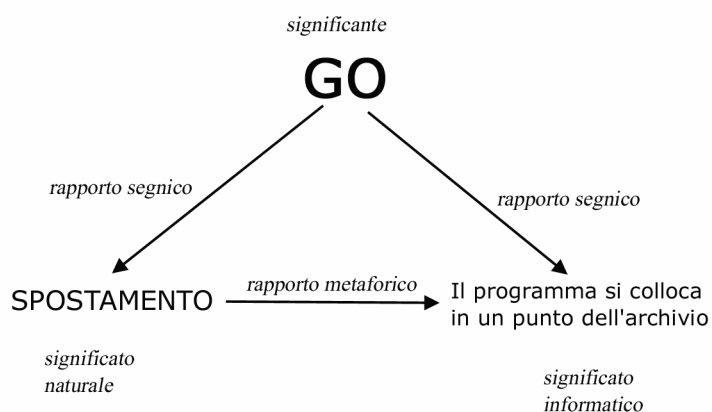 significante
GO
rapporto segnico
rapporto segnico
rapporto metaforico
SPOSTAMENTO
Il programma si colloca
in un punto dell'archivio
significato
naturale
significato
informatico